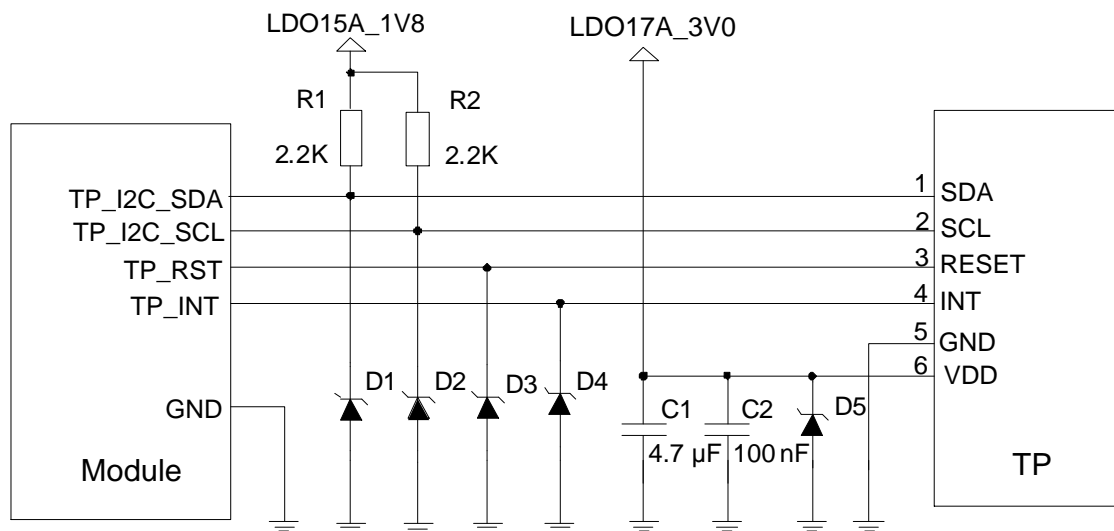 LDO15A_1V8
LDO17A_3V0
R1
R2
2.2K
2.2K
TP_I2C_SDA
TP_I2C_SCL
TP_RST
TP_INT
GND
Module
1
SDA
2
SCL
3
RESET
4
INT
5
GND
6
VDD
D1
D2
D3
D4
C1
C2
D5
4.7 µF
100 nF
TP